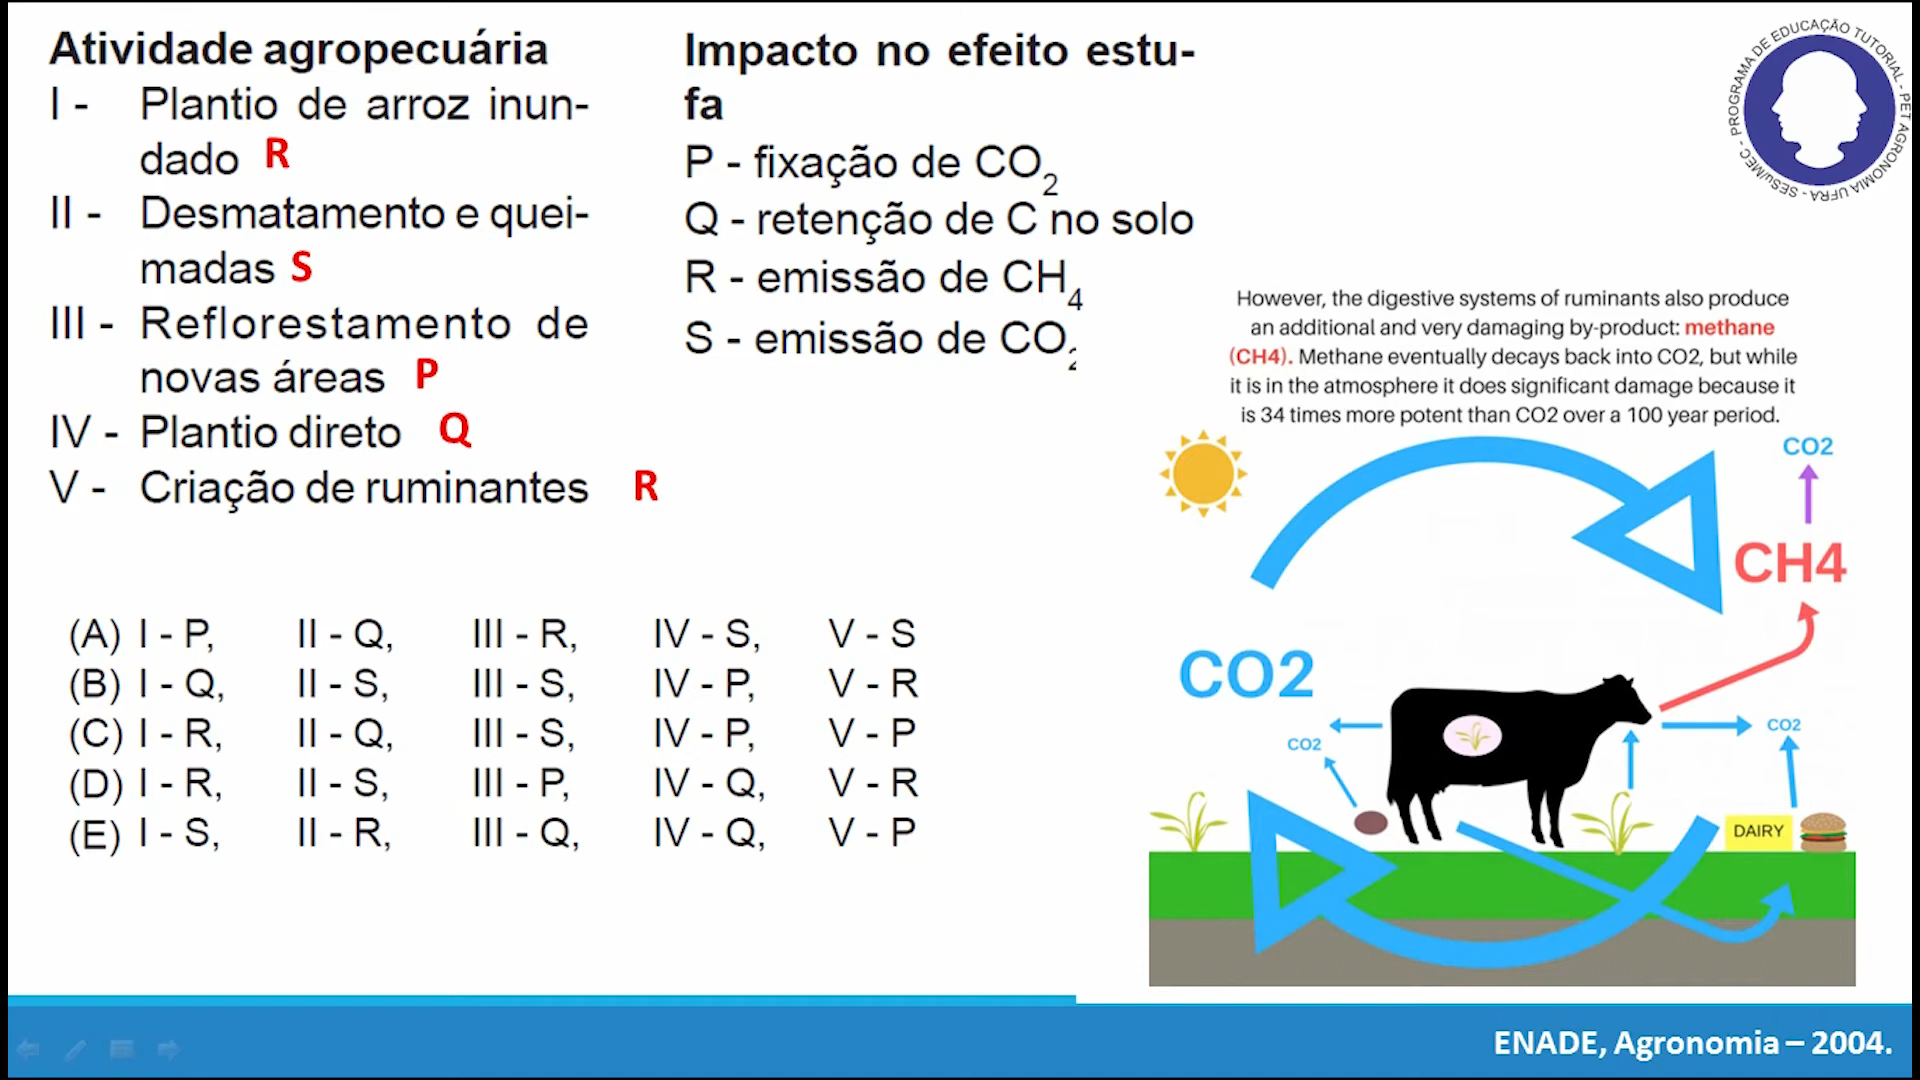 Atividade agropecuária
I - Plantio de arroz inun-
dado R
II - Desmatamento e quei-
madas S
III - Reflorestamento de
novas áreas P
IV - Plantio direto Q
V - Criação de ruminantes R
Impacto no efeito estu-
fa
P - fixação de CO2
Q - retenção de C no solo
R - emissão de CH4
S - emissão de CO2
(A) I - P, II - Q, III - R, IV - S, V - S
(B) I - Q, II - S, III - S, IV - P, V - R
(C) I - R, II - Q, III - S, IV - P, V - P
(D) I - R, II - S, III - P, IV - Q, V - R
(E) I - S, II - R, III - Q, IV - Q, V - P
PROGRAMA DE EDUCAÇÃO TUTORIAL - PET AGRONOMIA UFRA - SESu/MEC -
However, the digestive systems of ruminants also produce
an additional and very damaging by-product: methane
(CH4). Methane eventually decays back into CO2, but while
it is in the atmosphere it does significant damage because it
is 34 times more potent than CO2 over a 100 year period.
CO2
CH4
CO2
CO2
CO2
DAIRY
ENADE, Agronomia – 2004.